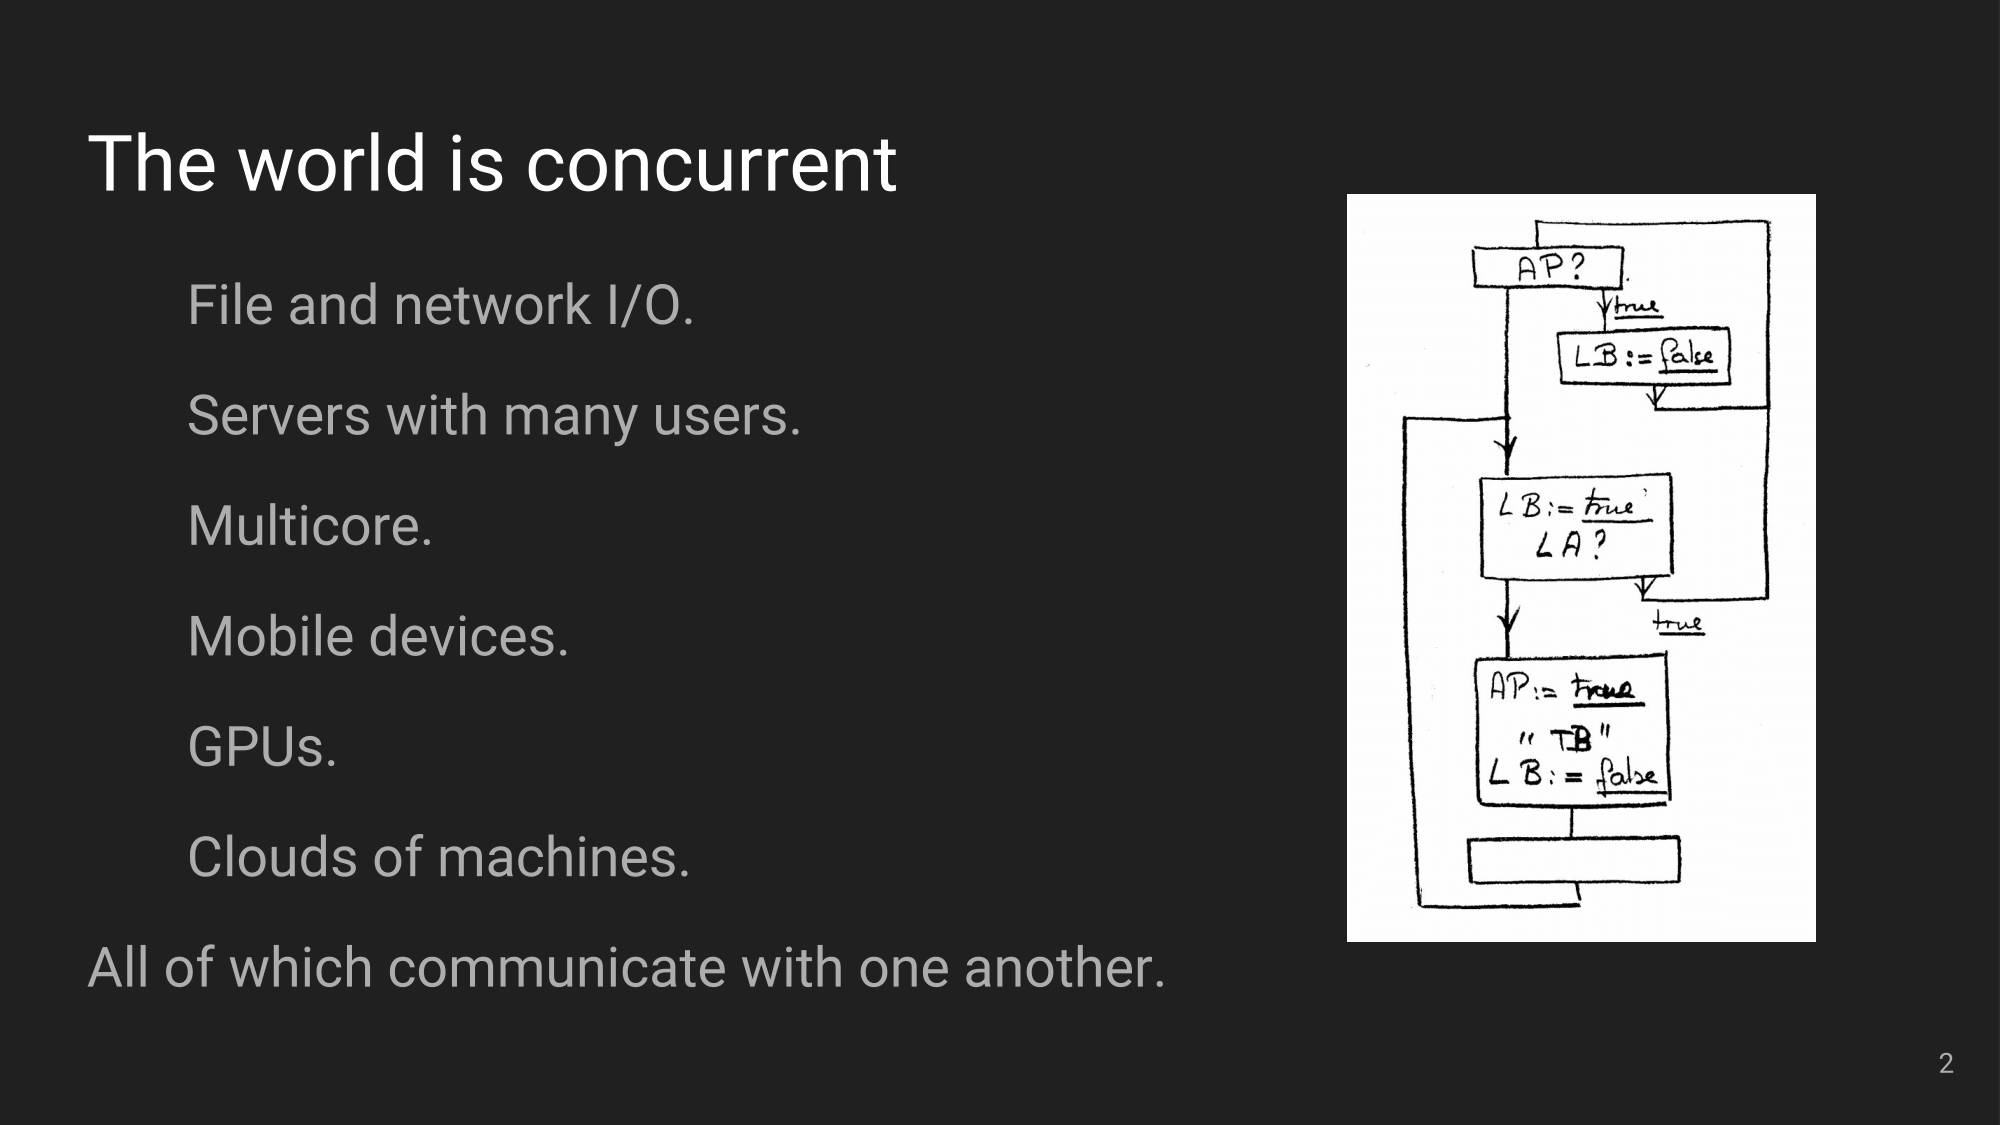 The world is concurrent
File and network I/O.
Servers with many users.
Multicore.
Mobile devices.
GPUs.
Clouds of machines.
All of which communicate with one another.
AP?
true
LB := false
LB := true
LA?
true
AP := true
" TB "
LB := false
2